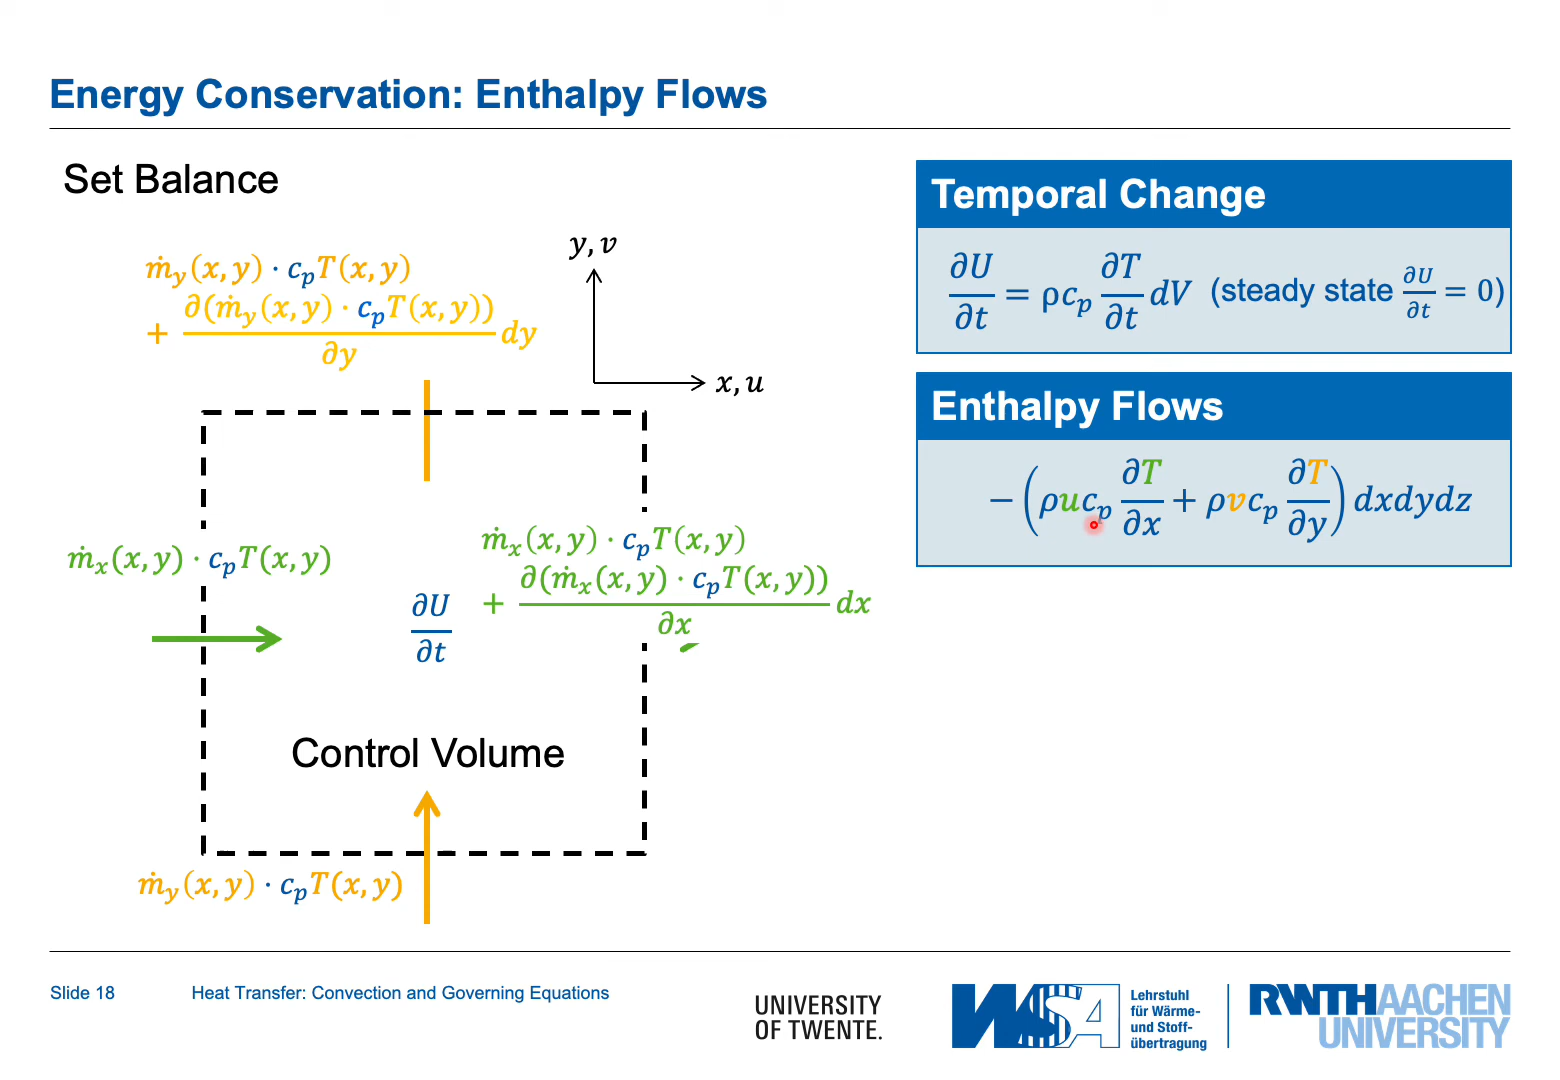 Energy Conservation: Enthalpy Flows
Set Balance
ṁ_y(x, y) · c_pT(x, y)
+ ∂(ṁ_y(x, y) · c_pT(x, y))/∂y dy
y, v
x, u
ṁ_x(x, y) · c_pT(x, y)
∂U/∂t
ṁ_x(x, y) · c_pT(x, y)
+ ∂(ṁ_x(x, y) · c_pT(x, y))/∂x dx
Control Volume
ṁ_y(x, y) · c_pT(x, y)
Temporal Change
∂U/∂t = ρc_p ∂T/∂t dV (steady state ∂U/∂t = 0)
Enthalpy Flows
− (ρuc_p ∂T/∂x + ρvc_p ∂T/∂y) dxdydz
Slide 18
Heat Transfer: Convection and Governing Equations
UNIVERSITY
OF TWENTE.
WSA
Lehrstuhl
für Wärme-
und Stoff-
übertragung
RWTHAACHEN
UNIVERSITY